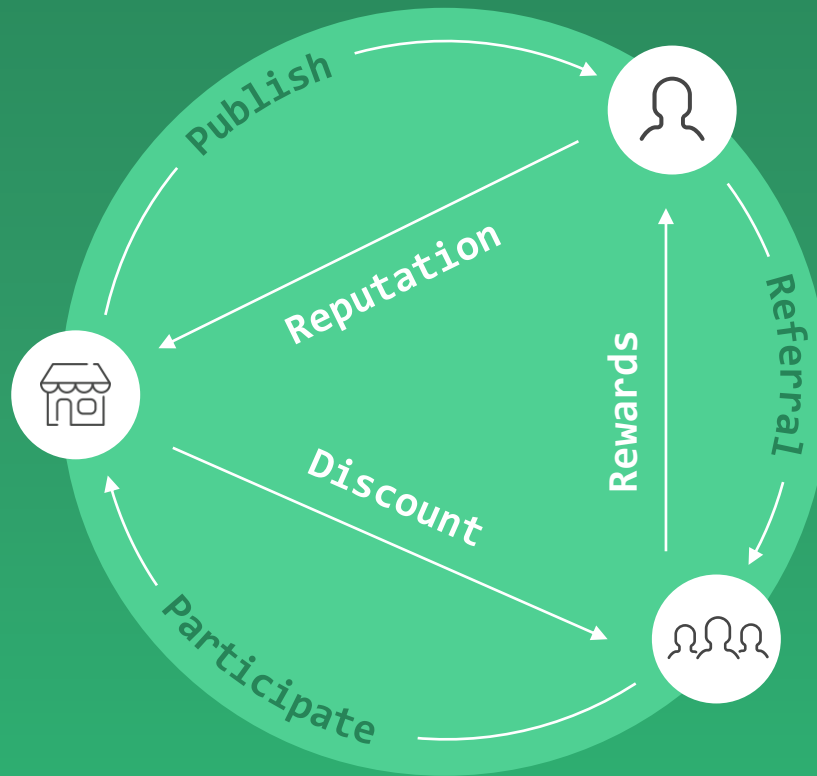 Publish
Reputation
Referral
Rewards
Discount
Participate